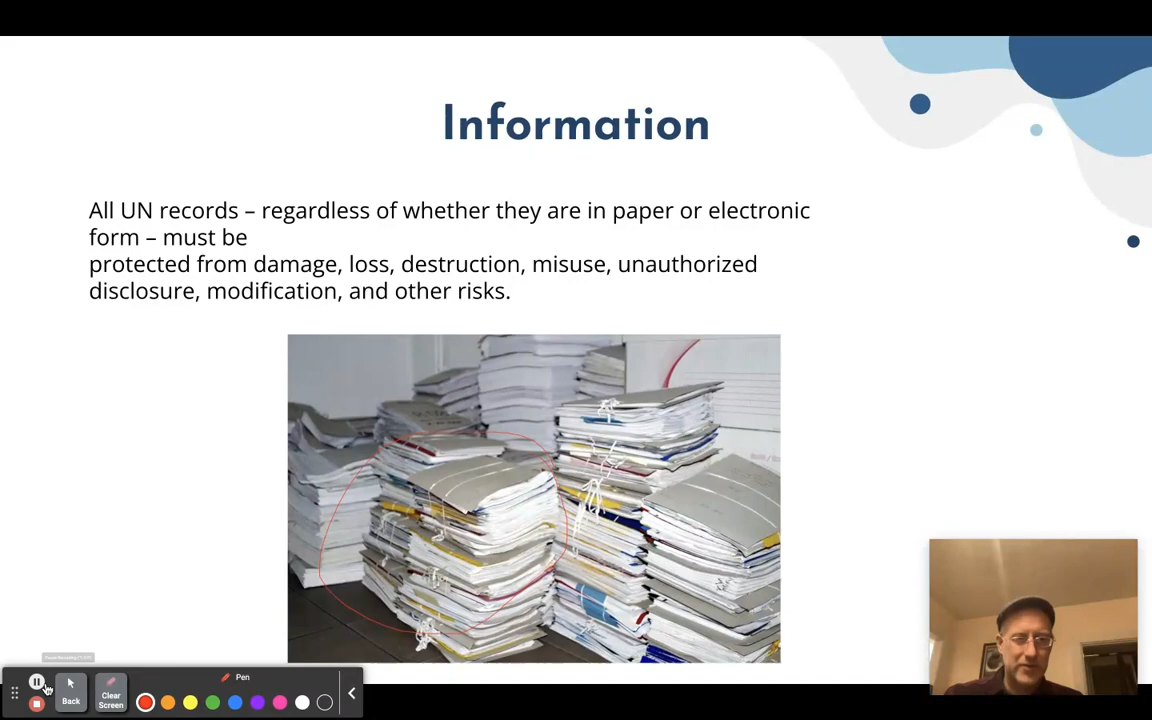 Information
All UN records – regardless of whether they are in paper or electronic
form – must be
protected from damage, loss, destruction, misuse, unauthorized
disclosure, modification, and other risks.
Pen
Back
Clear
Screen